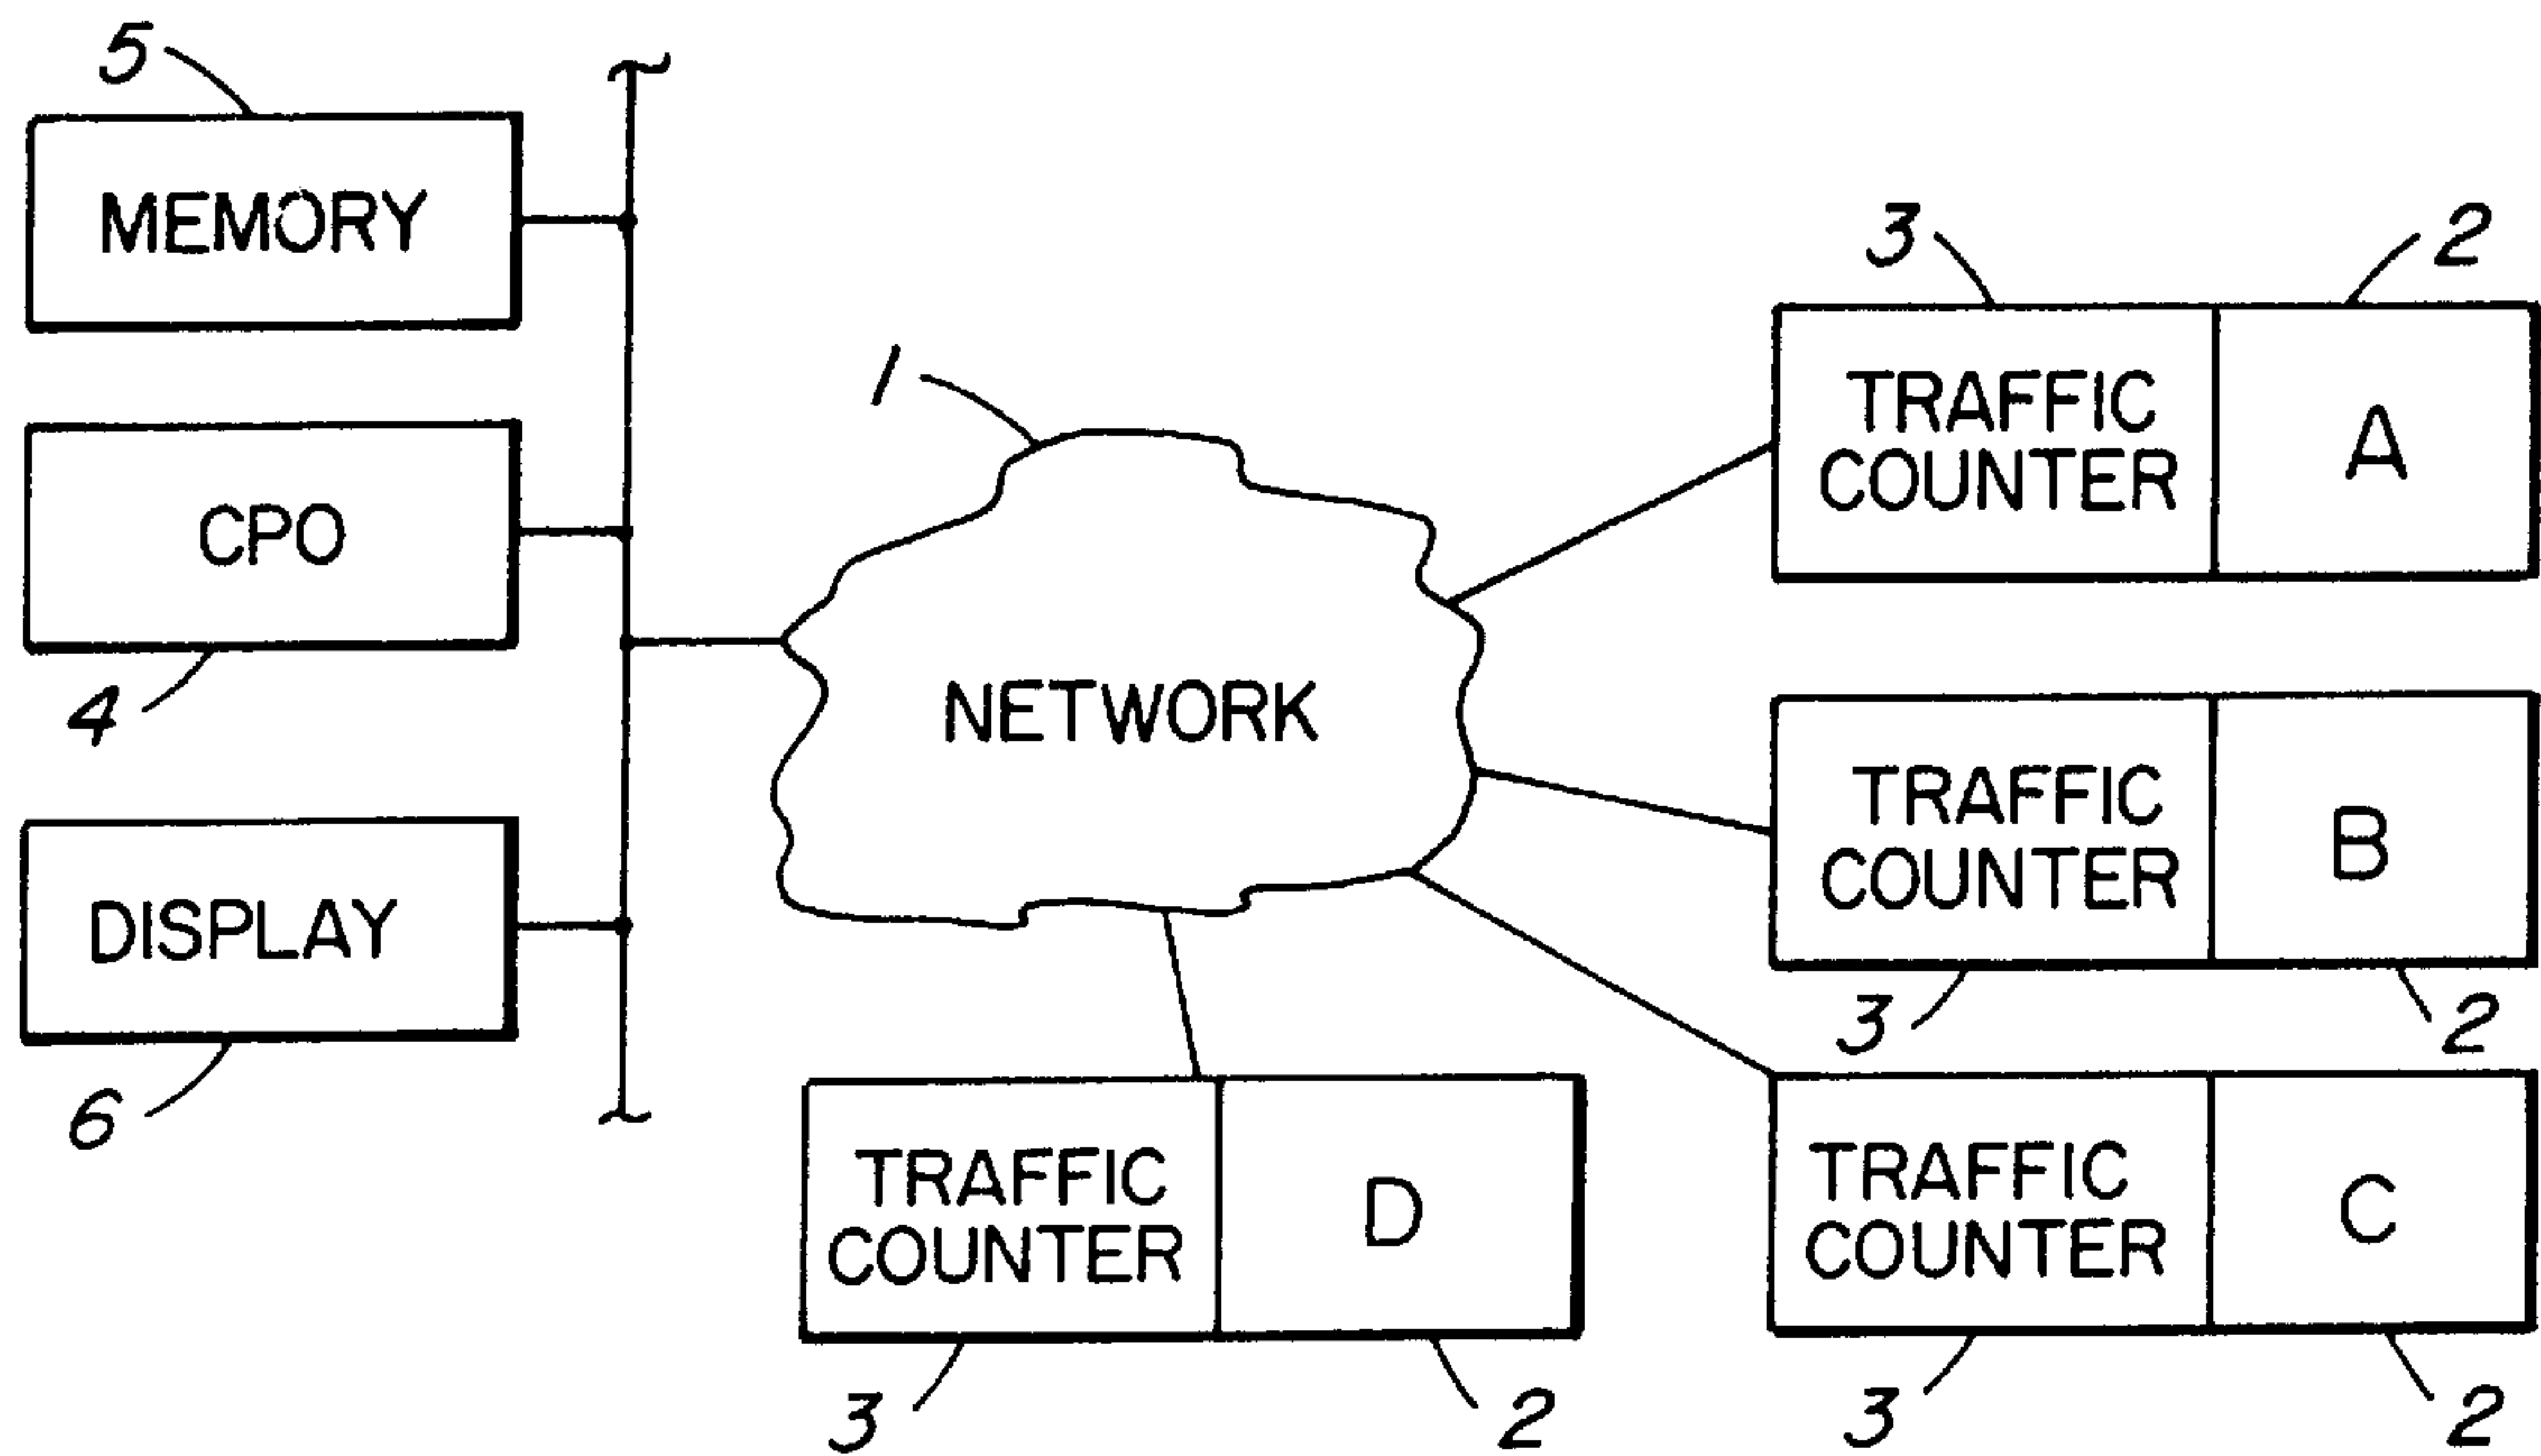 5
MEMORY
CPO
4
DISPLAY
6
1
NETWORK
3 2
TRAFFIC
COUNTER
A
TRAFFIC
COUNTER
B
3 2
TRAFFIC
COUNTER
C
3 2
TRAFFIC
COUNTER
D
3 2